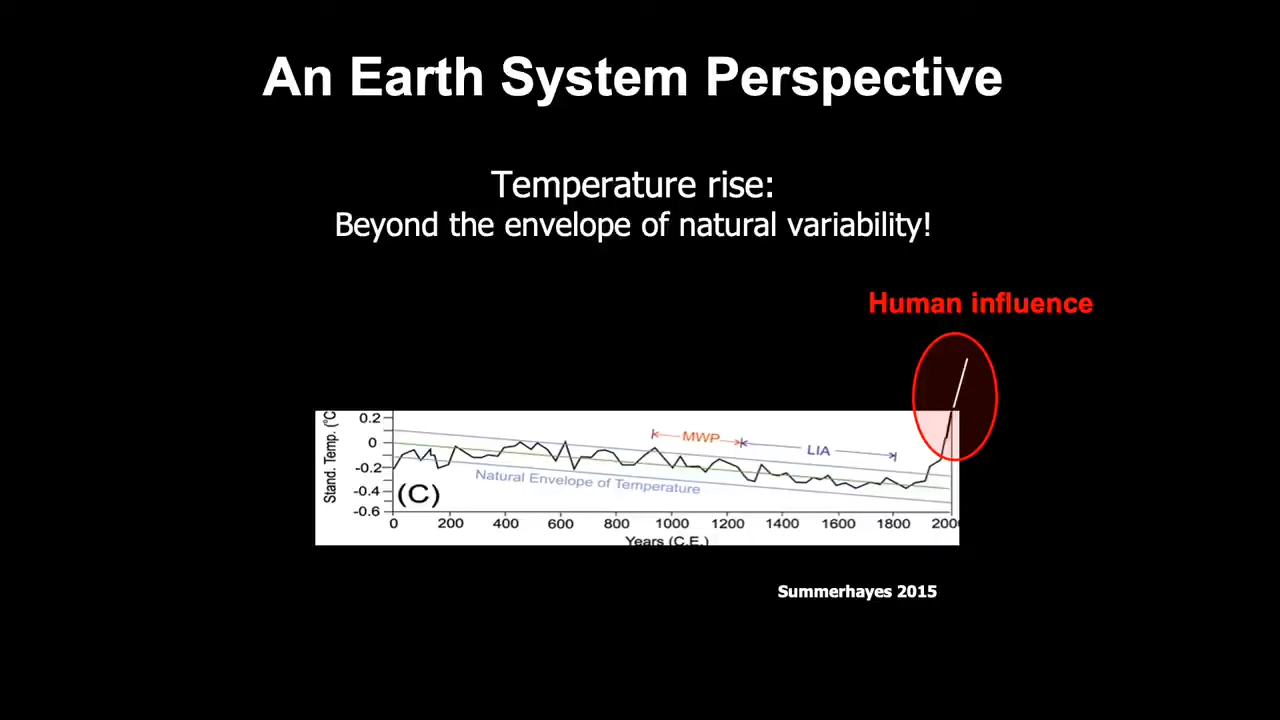 An Earth System Perspective
Temperature rise:
Beyond the envelope of natural variability!
Human influence
Stand. Temp. (°C
0.2
0
-0.2
-0.4
-0.6
MWP
LIA
Natural Envelope of Temperature
(C)
0 200 400 600 800 1000 1200 1400 1600 1800 2000
Years (C.E.)
Summerhayes 2015